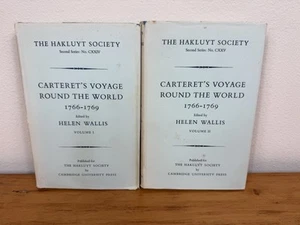 THE HAKLUYT SOCIETY
Second Series No. CXXIV
CARTERET'S VOYAGE
ROUND THE WORLD
1766-1769
Edited by
HELEN WALLIS
VOLUME I
Published for
THE HAKLUYT SOCIETY
by
CAMBRIDGE UNIVERSITY PRESS
THE HAKLUYT SOCIETY
Second Series No. CXXV
CARTERET'S VOYAGE
ROUND THE WORLD
1766-1769
Edited by
HELEN WALLIS
VOLUME II
Published for
THE HAKLUYT SOCIETY
by
CAMBRIDGE UNIVERSITY PRESS